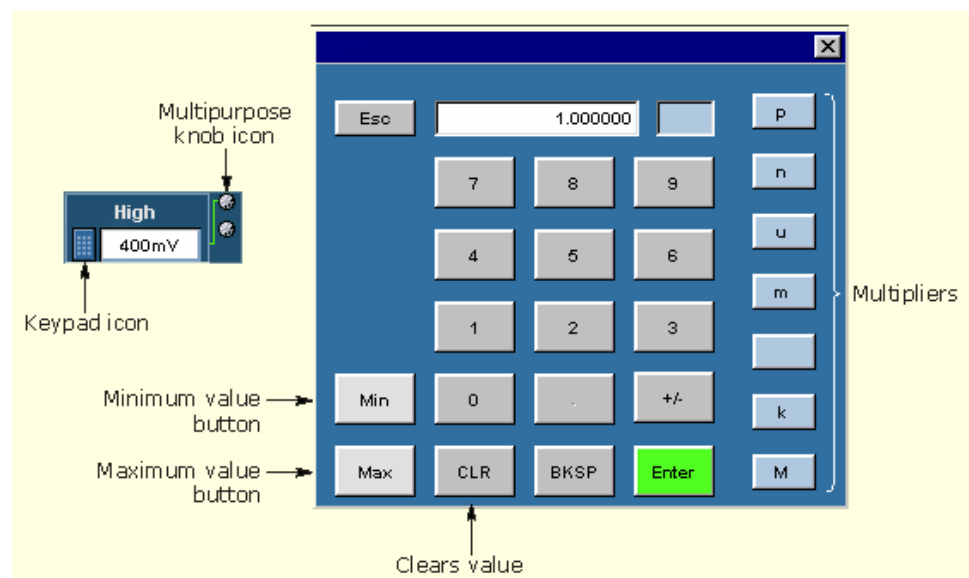 Multipurpose
knob icon
High
400mV
Keypad icon
Minimum value
button
Maximum value
button
Esc
1.000000
7 8 9
4 5 6
1 2 3
Min 0 . +/-
Max CLR BKSP Enter
p
n
u
m
k
M
Multipliers
Clears value